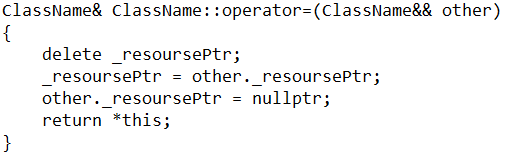 ClassName& ClassName::operator=(ClassName&& other)
{
    delete _resoursePtr;
    _resoursePtr = other._resoursePtr;
    other._resoursePtr = nullptr;
    return *this;
}